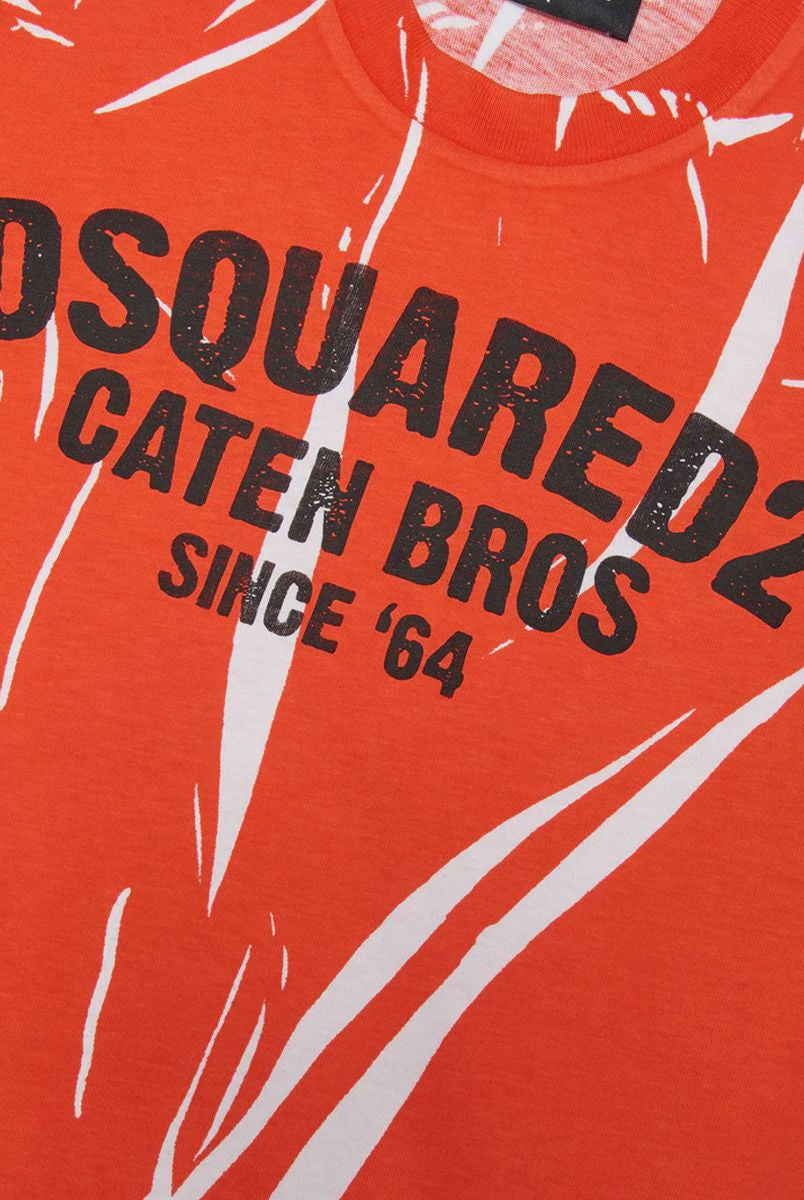 DSQUARED2
CATEN BROS
SINCE '64